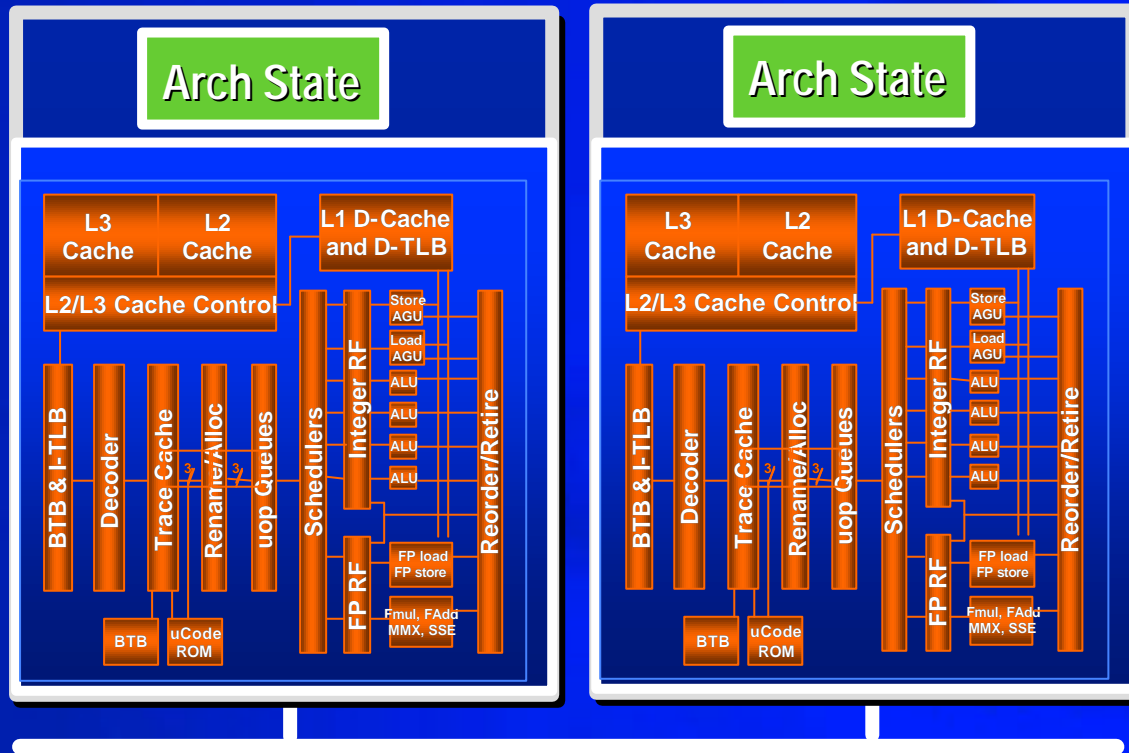 Arch State
L3
Cache
L2
Cache
L2/L3 Cache Control
L1 D-Cache
and D-TLB
BTB & I-TLB
Decoder
Trace Cache
3
Rename/Alloc
3
uop Queues
Schedulers
Integer RF
FP RF
Store
AGU
Load
AGU
ALU
ALU
ALU
ALU
FP load
FP store
Fmul, FAdd
MMX, SSE
Reorder/Retire
BTB
uCode
ROM
Arch State
L3
Cache
L2
Cache
L2/L3 Cache Control
L1 D-Cache
and D-TLB
BTB & I-TLB
Decoder
Trace Cache
3
Rename/Alloc
3
uop Queues
Schedulers
Integer RF
FP RF
Store
AGU
Load
AGU
ALU
ALU
ALU
ALU
FP load
FP store
Fmul, FAdd
MMX, SSE
Reorder/Retire
BTB
uCode
ROM